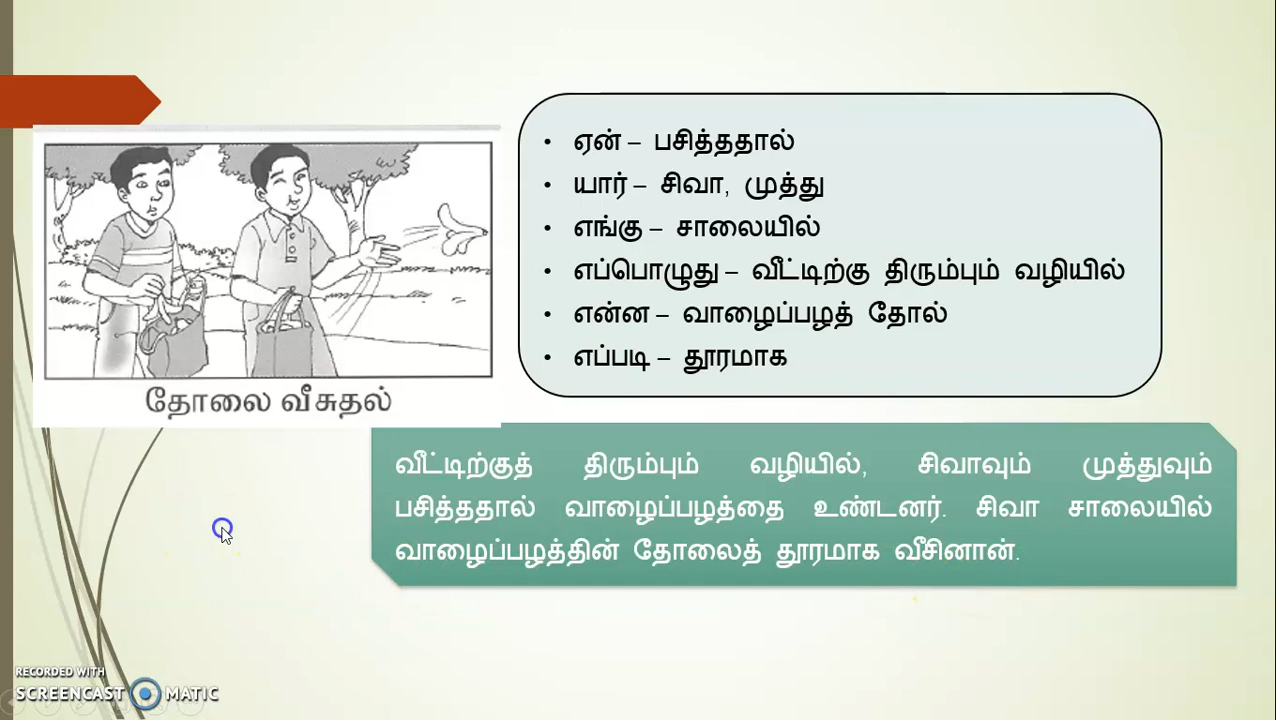 ஏன் – பசித்ததால்
யார் – சிவா, முத்து
எங்கு – சாலையில்
எப்பொழுது – வீட்டிற்கு திரும்பும் வழியில்
என்ன – வாழைப்பழத் தோல்
எப்படி – தூரமாக
தோலை வீசுதல்
வீட்டிற்குத் திரும்பும் வழியில், சிவாவும் முத்துவும்
பசித்ததால் வாழைப்பழத்தை உண்டனர். சிவா சாலையில்
வாழைப்பழத்தின் தோலைத் தூரமாக வீசினான்.
RECORDED WITH
SCREENCAST MATIC